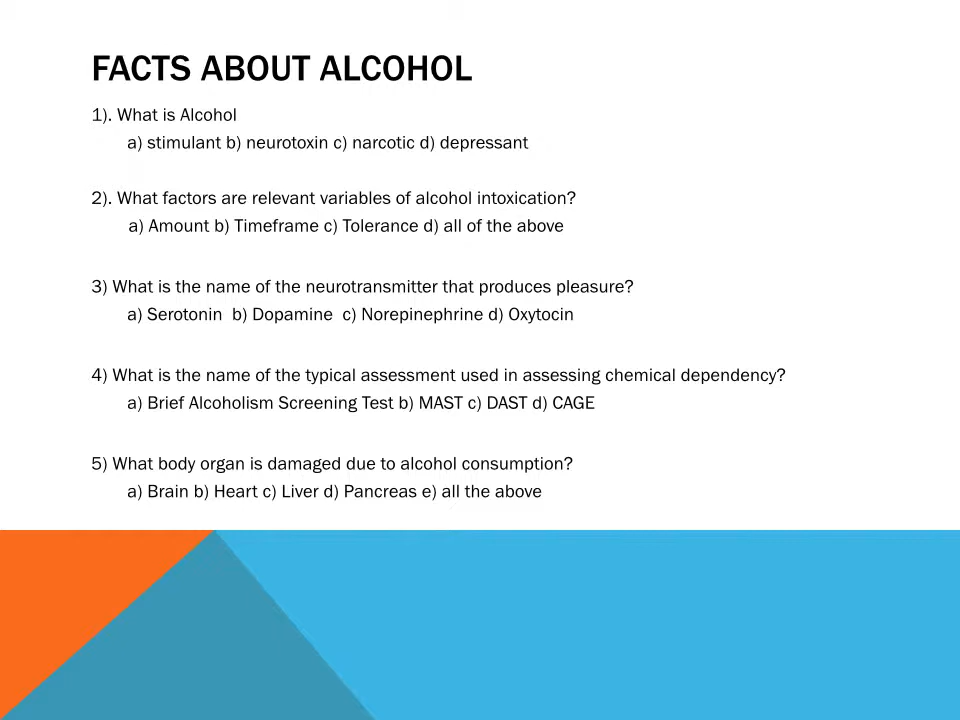 FACTS ABOUT ALCOHOL
1). What is Alcohol
a) stimulant b) neurotoxin c) narcotic d) depressant
2). What factors are relevant variables of alcohol intoxication?
a) Amount b) Timeframe c) Tolerance d) all of the above
3) What is the name of the neurotransmitter that produces pleasure?
a) Serotonin  b) Dopamine  c) Norepinephrine d) Oxytocin
4) What is the name of the typical assessment used in assessing chemical dependency?
a) Brief Alcoholism Screening Test b) MAST c) DAST d) CAGE
5) What body organ is damaged due to alcohol consumption?
a) Brain b) Heart c) Liver d) Pancreas e) all the above